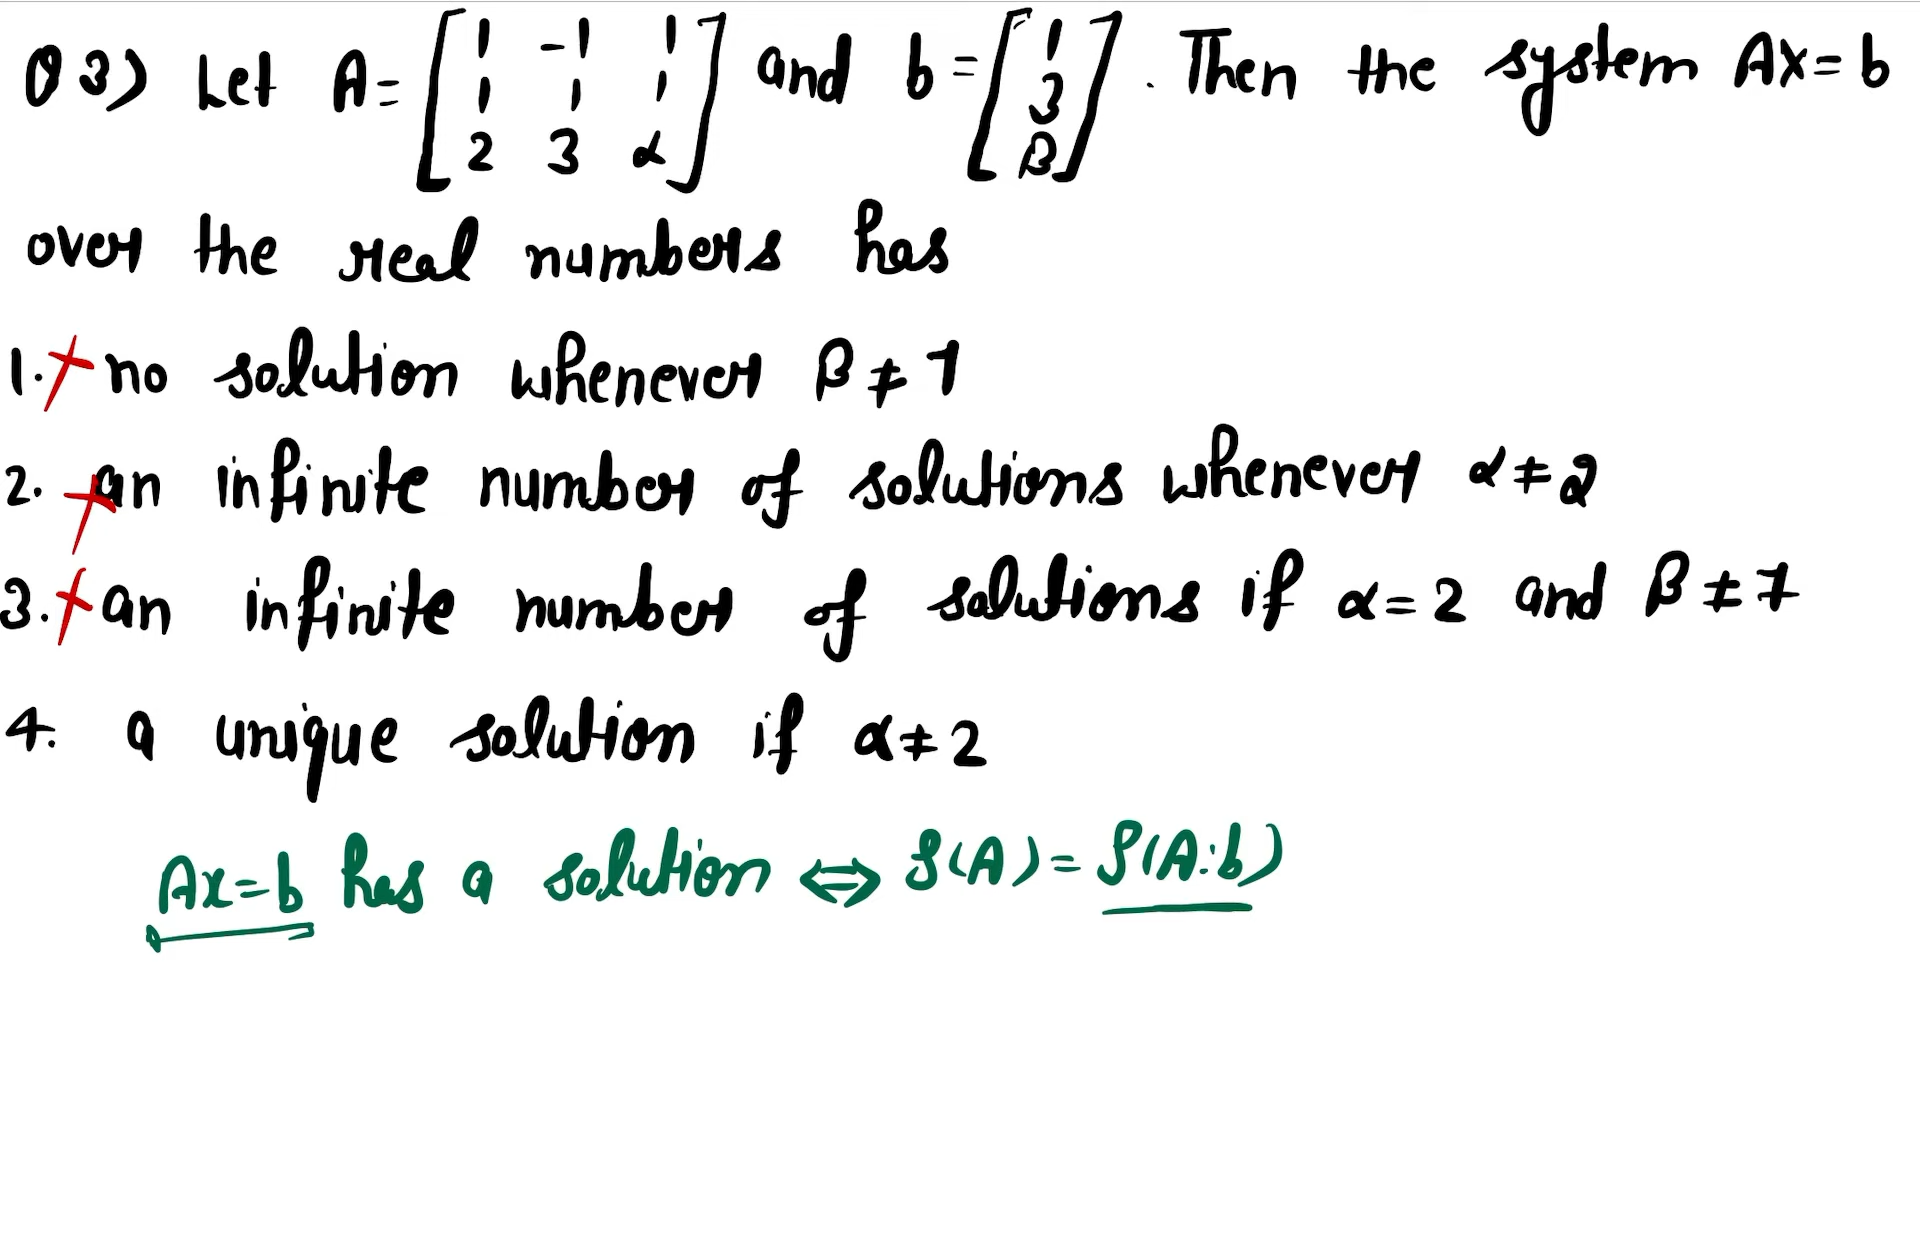 Q3) Let A = [1 -1 1; 1 1 1; 2 3 α] and b = [1; 3; β]. Then the system AX = b
over the real numbers has
1. no solution whenever β ≠ 7
2. an infinite number of solutions whenever α ≠ 2
3. an infinite number of solutions if α = 2 and β ≠ 7
4. a unique solution if α ≠ 2
Ax=b has a solution ⇔ ρ(A) = ρ(A:b)